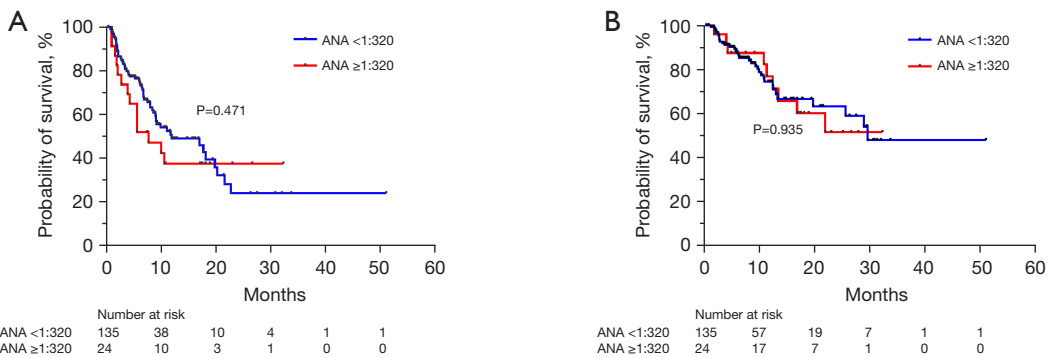 A
Probability of survival, %
100
80
60
40
20
0
ANA <1:320
ANA ≥1:320
P=0.471
0 10 20 30 40 50 60
Months
Number at risk
ANA <1:320 135 38 10 4 1 1
ANA ≥1:320 24 10 3 1 0 0
B
Probability of survival, %
100
80
60
40
20
0
ANA <1:320
ANA ≥1:320
P=0.935
0 10 20 30 40 50 60
Months
Number at risk
ANA <1:320 135 57 19 7 1 1
ANA ≥1:320 24 17 7 1 0 0